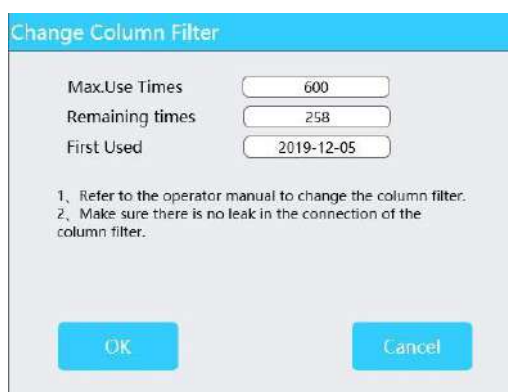 Change Column Filter
Max.Use Times 600
Remaining times 258
First Used 2019-12-05
1、Refer to the operator manual to change the column filter.
2、Make sure there is no leak in the connection of the
column filter.
OK Cancel